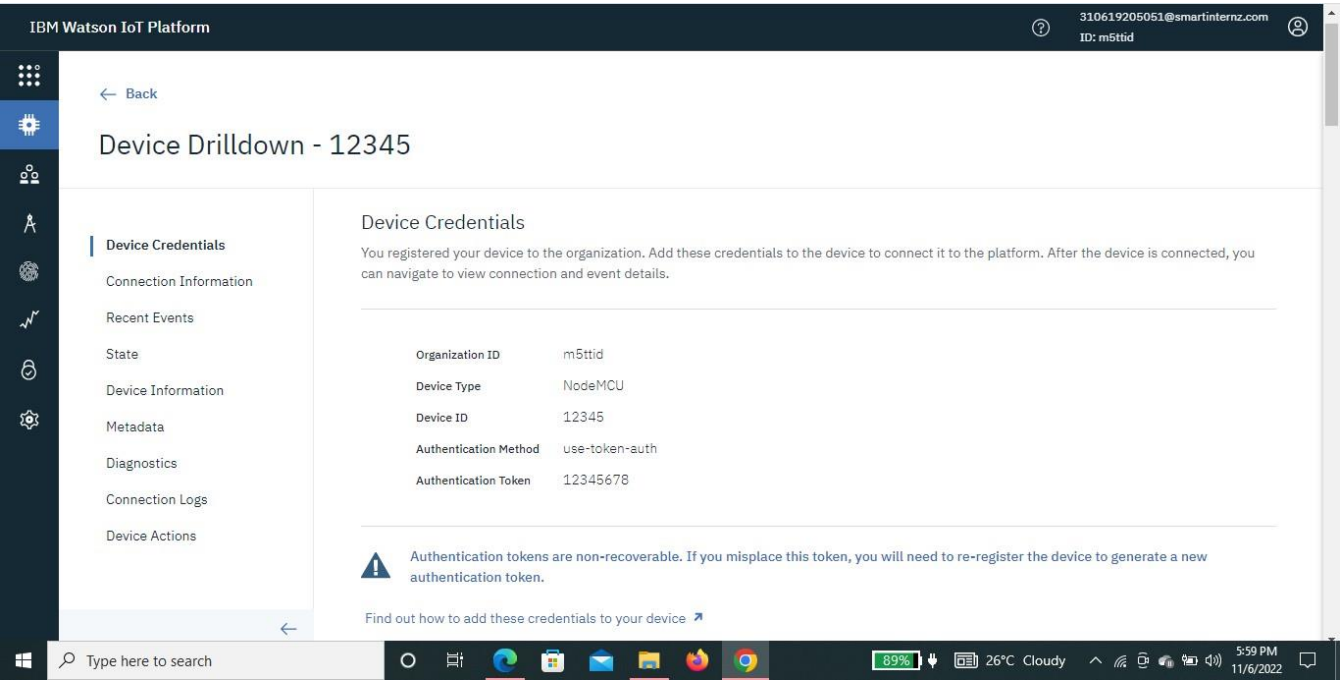 IBM Watson IoT Platform
310619205051@smartinternz.com
ID: m5ttid
Back
Device Drilldown - 12345
Device Credentials
Connection Information
Recent Events
State
Device Information
Metadata
Diagnostics
Connection Logs
Device Actions
Device Credentials
You registered your device to the organization. Add these credentials to the device to connect it to the platform. After the device is connected, you
can navigate to view connection and event details.
Organization ID m5ttid
Device Type NodeMCU
Device ID 12345
Authentication Method use-token-auth
Authentication Token 12345678
Authentication tokens are non-recoverable. If you misplace this token, you will need to re-register the device to generate a new
authentication token.
Find out how to add these credentials to your device
Type here to search
89%
26°C Cloudy
5:59 PM
11/6/2022